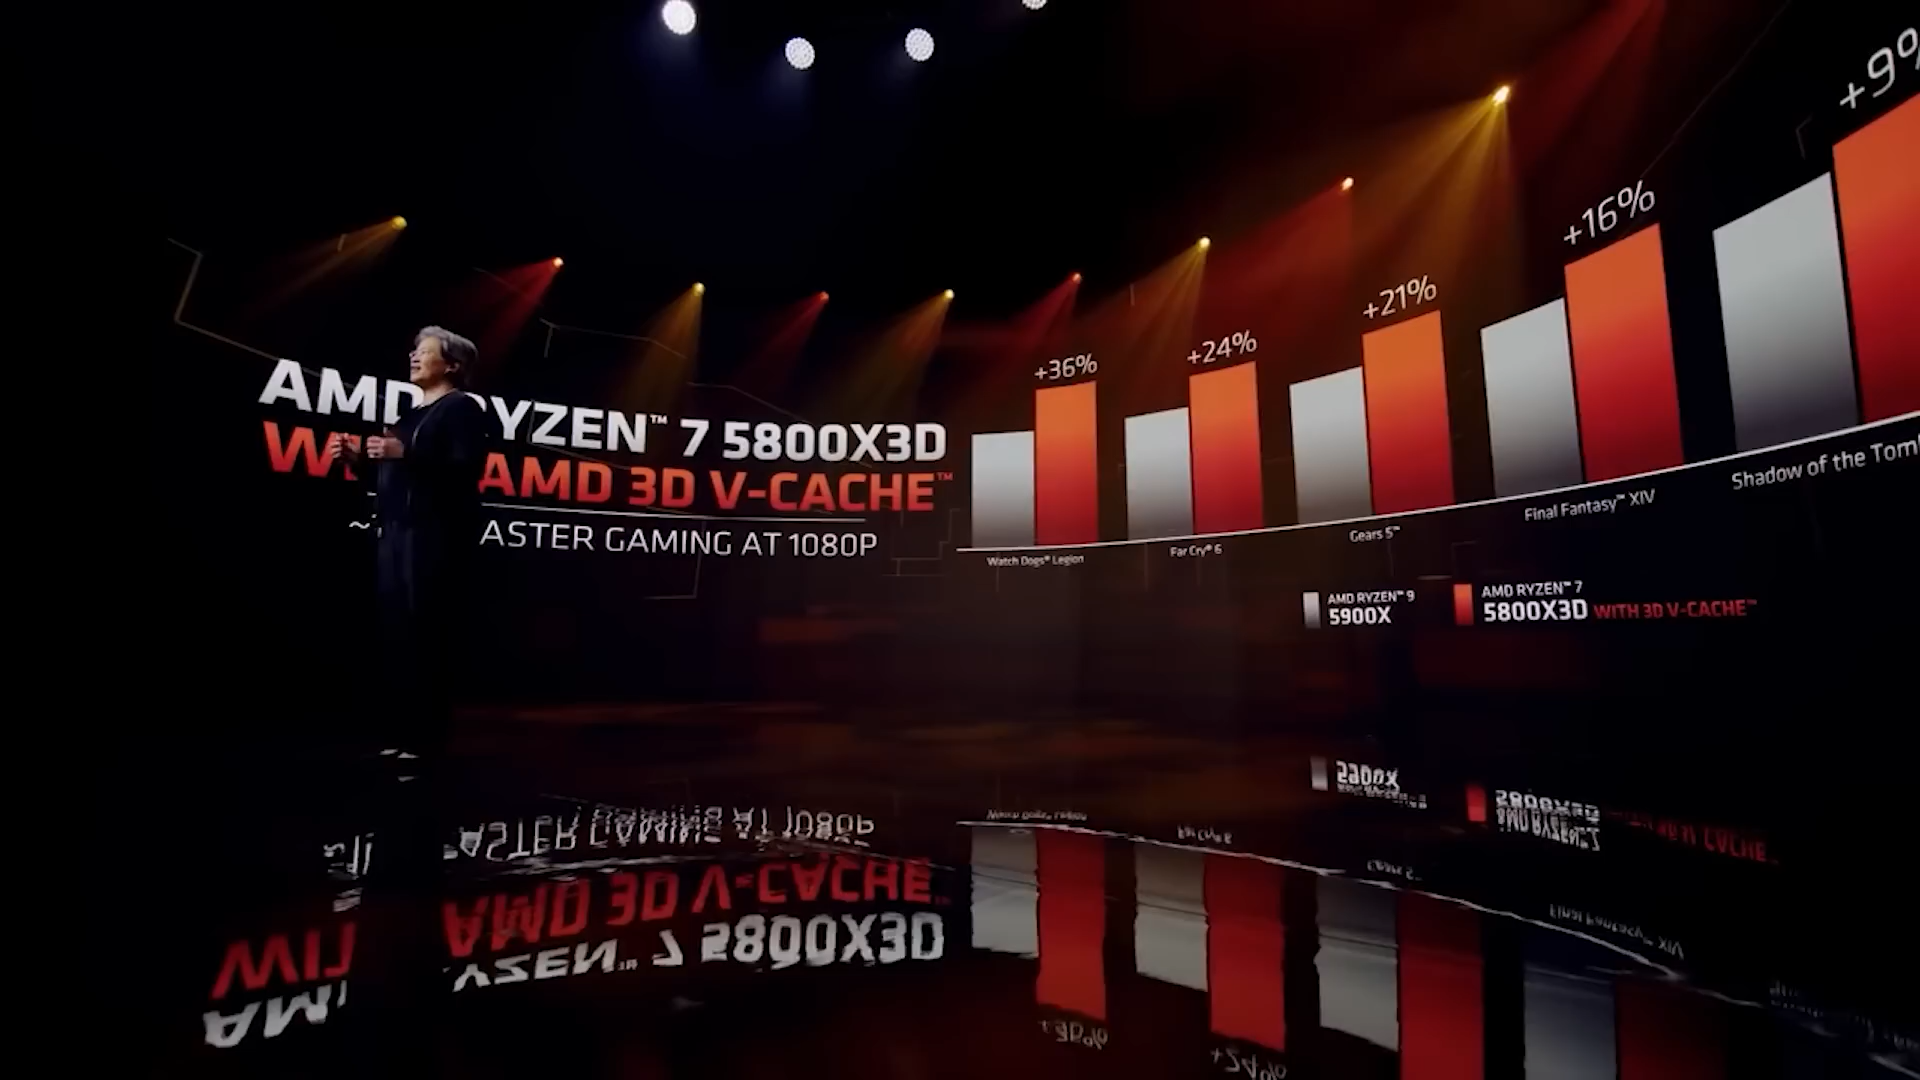 AMD RYZEN™ 7 5800X3D
AMD 3D V-CACHE™
GAMING AT 1080P
+36%
+24%
+21%
+16%
+9%
Watch Dogs® Legion
Far Cry® 6
Gears 5™
Final Fantasy™ XIV
Shadow of the
AMD RYZEN™ 9
5900X
AMD RYZEN™ 7
5800X3D WITH 3D V-CACHE™